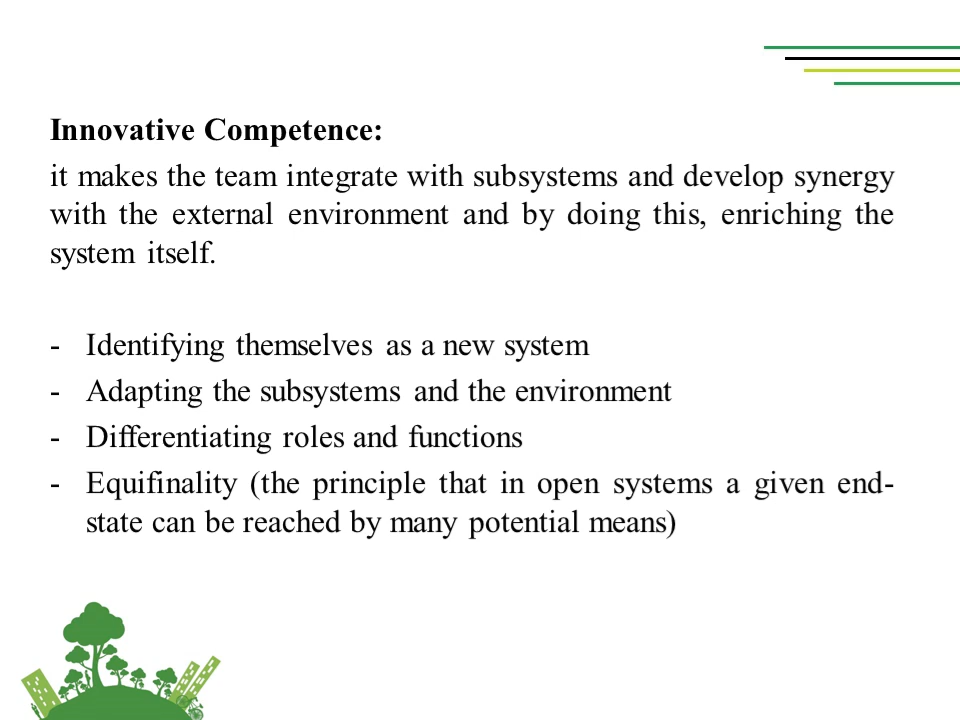 Innovative Competence:
it makes the team integrate with subsystems and develop synergy
with the external environment and by doing this, enriching the
system itself.
- Identifying themselves as a new system
- Adapting the subsystems and the environment
- Differentiating roles and functions
- Equifinality (the principle that in open systems a given end-
state can be reached by many potential means)